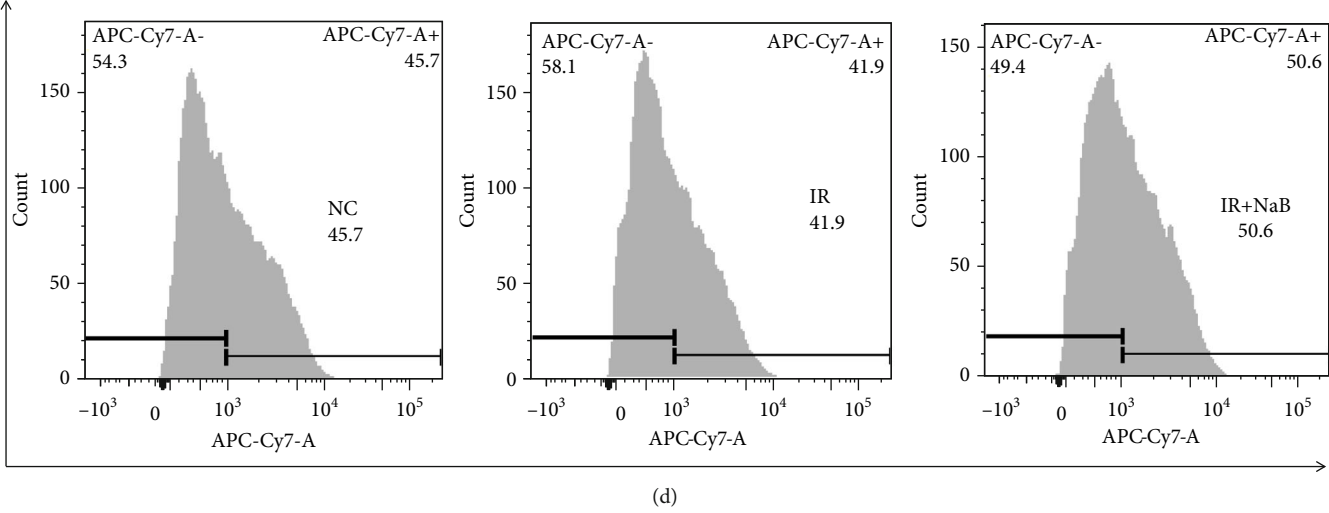 APC-Cy7-A-
54.3
APC-Cy7-A+
45.7
150
100
50
0
Count
NC
45.7
−10³ 0 10³ 10⁴ 10⁵
APC-Cy7-A
APC-Cy7-A-
58.1
APC-Cy7-A+
41.9
150
100
50
0
Count
IR
41.9
−10³ 0 10³ 10⁴ 10⁵
APC-Cy7-A
APC-Cy7-A-
49.4
APC-Cy7-A+
50.6
150
100
50
0
Count
IR+NaB
50.6
−10³ 0 10³ 10⁴ 10⁵
APC-Cy7-A
(d)